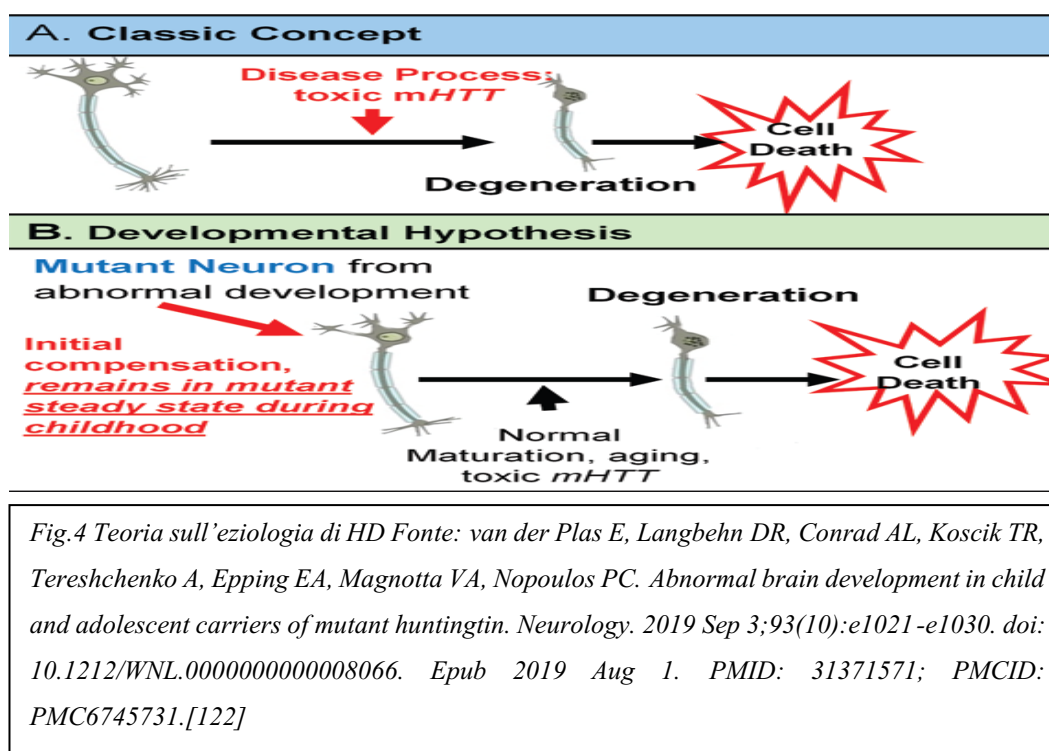 A. Classic Concept
Disease Process:
toxic mHTT
Cell
Death
Degeneration
B. Developmental Hypothesis
Mutant Neuron from
abnormal development
Degeneration
Initial
compensation,
remains in mutant
steady state during
childhood
Cell
Death
Normal
Maturation, aging,
toxic mHTT
Fig.4 Teoria sull’eziologia di HD Fonte: van der Plas E, Langbehn DR, Conrad AL, Koscik TR,
Tereshchenko A, Epping EA, Magnotta VA, Nopoulos PC. Abnormal brain development in child
and adolescent carriers of mutant huntingtin. Neurology. 2019 Sep 3;93(10):e1021-e1030. doi:
10.1212/WNL.0000000000008066. Epub 2019 Aug 1. PMID: 31371571; PMCID:
PMC6745731.[122]